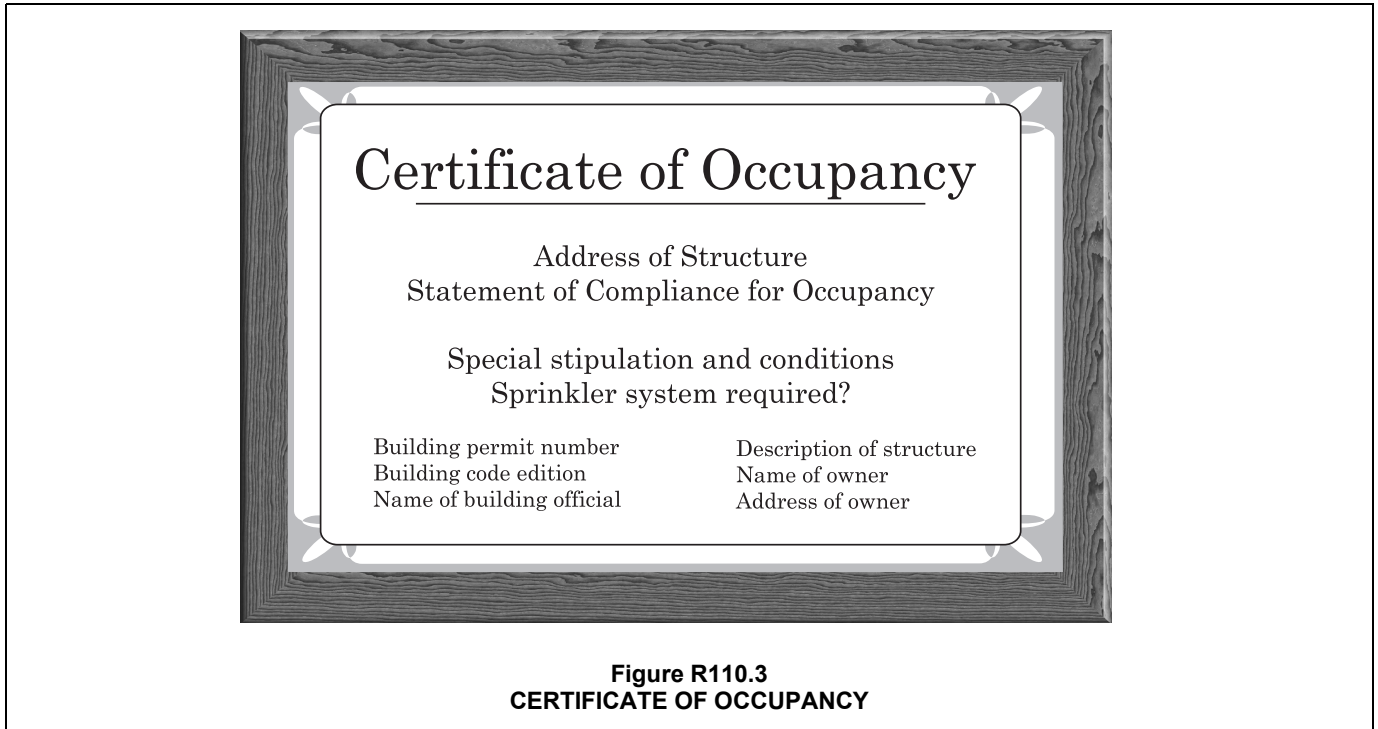 Certificate of Occupancy
Address of Structure
Statement of Compliance for Occupancy
Special stipulation and conditions
Sprinkler system required?
Building permit number
Building code edition
Name of building official
Description of structure
Name of owner
Address of owner
Figure R110.3
CERTIFICATE OF OCCUPANCY